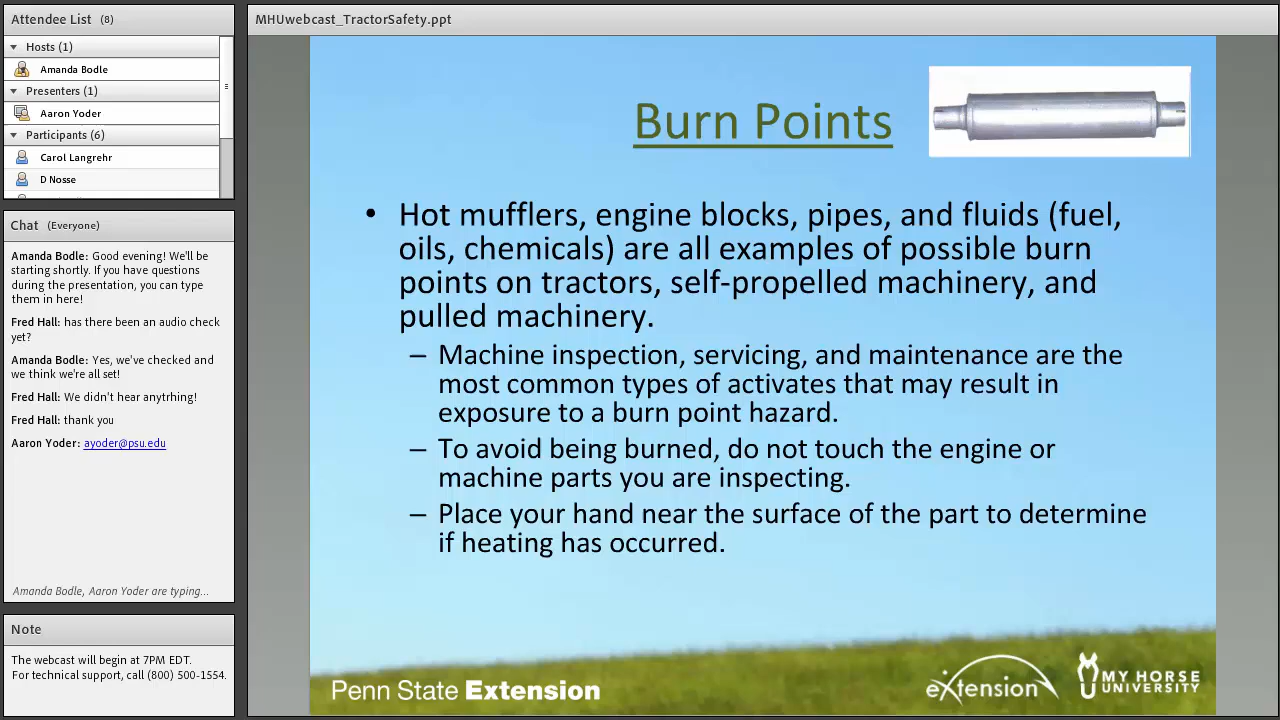 Attendee List (8)
Hosts (1)
Amanda Bodle
Presenters (1)
Aaron Yoder
Participants (6)
Carol Langrehr
D Nosse
Chat (Everyone)
Amanda Bodle: Good evening! We'll be
starting shortly. If you have questions
during the presentation, you can type
them in here!
Fred Hall: has there been an audio check
yet?
Amanda Bodle: Yes, we've checked and
we think we're all set!
Fred Hall: We didn't hear anytrhing!
Fred Hall: thank you
Aaron Yoder: ayoder@psu.edu
Amanda Bodle, Aaron Yoder are typing...
Note
The webcast will begin at 7PM EDT.
For technical support, call (800) 500-1554.
MHUwebcast_TractorSafety.ppt
Burn Points
• Hot mufflers, engine blocks, pipes, and fluids (fuel,
oils, chemicals) are all examples of possible burn
points on tractors, self-propelled machinery, and
pulled machinery.
– Machine inspection, servicing, and maintenance are the
most common types of activates that may result in
exposure to a burn point hazard.
– To avoid being burned, do not touch the engine or
machine parts you are inspecting.
– Place your hand near the surface of the part to determine
if heating has occurred.
Penn State Extension
eXtension
MY HORSE
UNIVERSITY